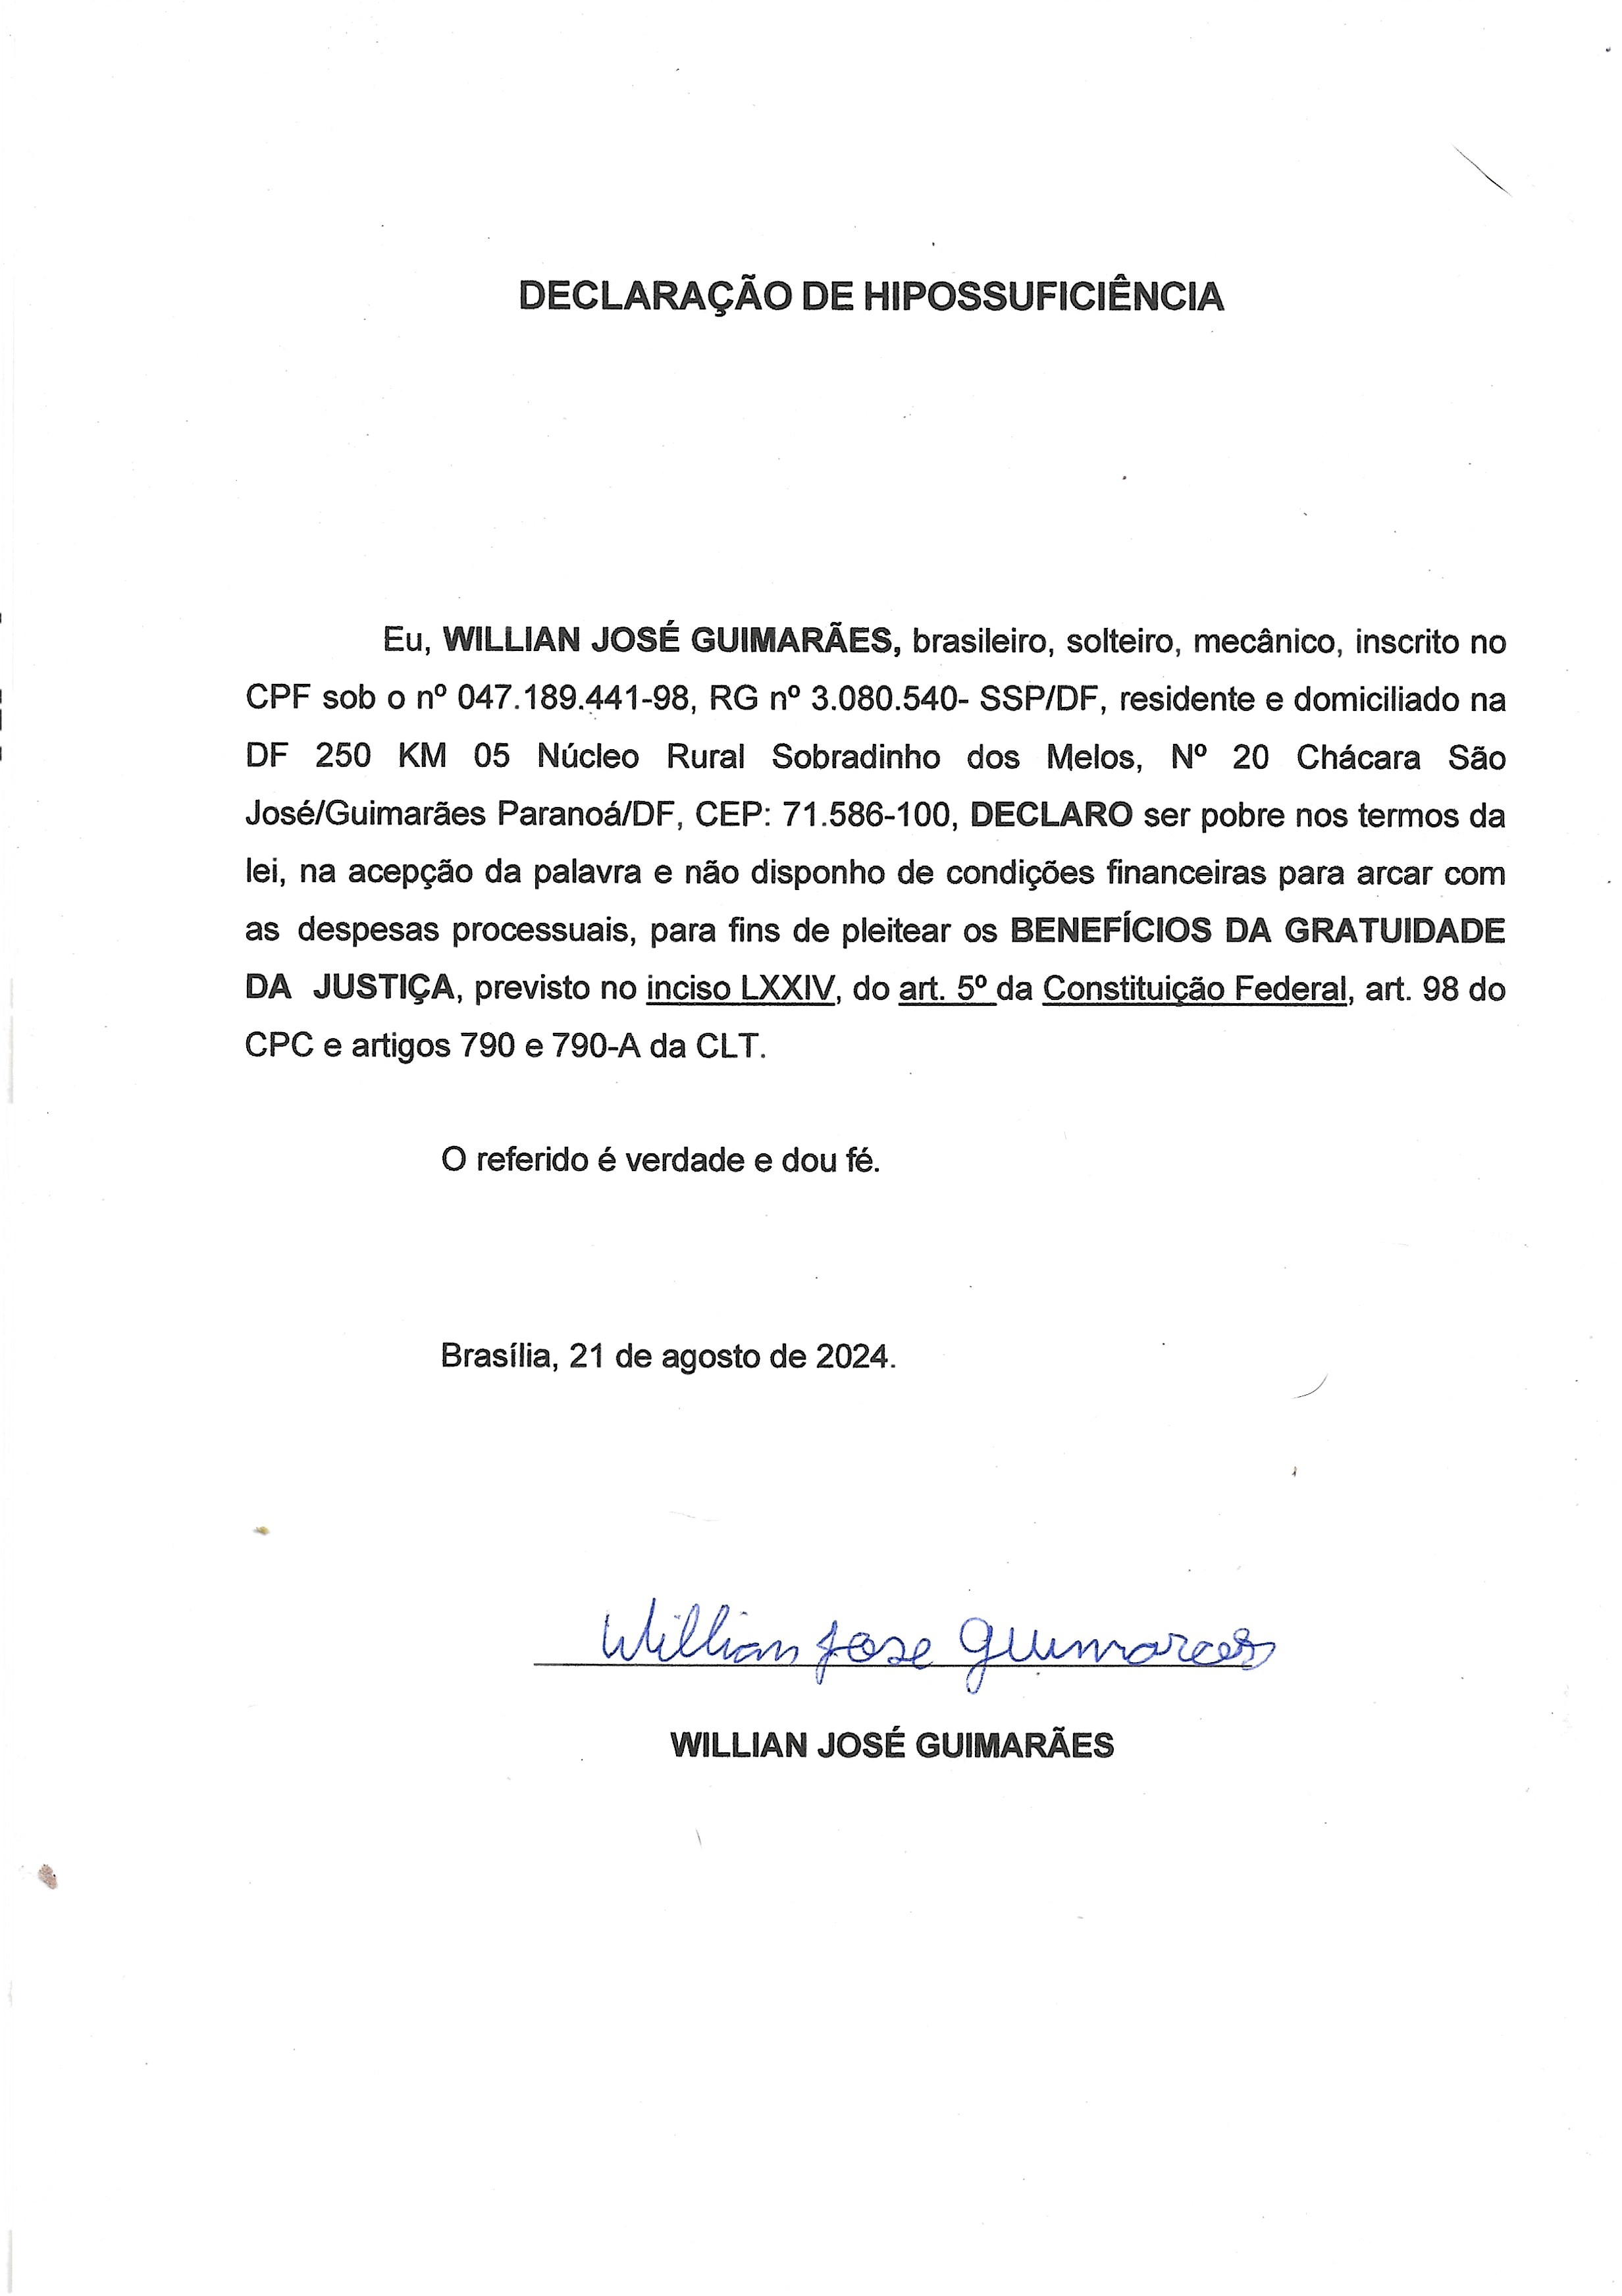 DECLARAÇÃO DE HIPOSSUFICIÊNCIA
Eu, WILLIAN JOSÉ GUIMARÃES, brasileiro, solteiro, mecânico, inscrito no
CPF sob o nº 047.189.441-98, RG nº 3.080.540- SSP/DF, residente e domiciliado na
DF 250 KM 05 Núcleo Rural Sobradinho dos Melos, Nº 20 Chácara São
José/Guimarães Paranoá/DF, CEP: 71.586-100, DECLARO ser pobre nos termos da
lei, na acepção da palavra e não disponho de condições financeiras para arcar com
as despesas processuais, para fins de pleitear os BENEFÍCIOS DA GRATUIDADE
DA JUSTIÇA, previsto no inciso LXXIV, do art. 5º da Constituição Federal, art. 98 do
CPC e artigos 790 e 790-A da CLT.
O referido é verdade e dou fé.
Brasília, 21 de agosto de 2024.
Willian Jose Guimaraes
WILLIAN JOSÉ GUIMARÃES